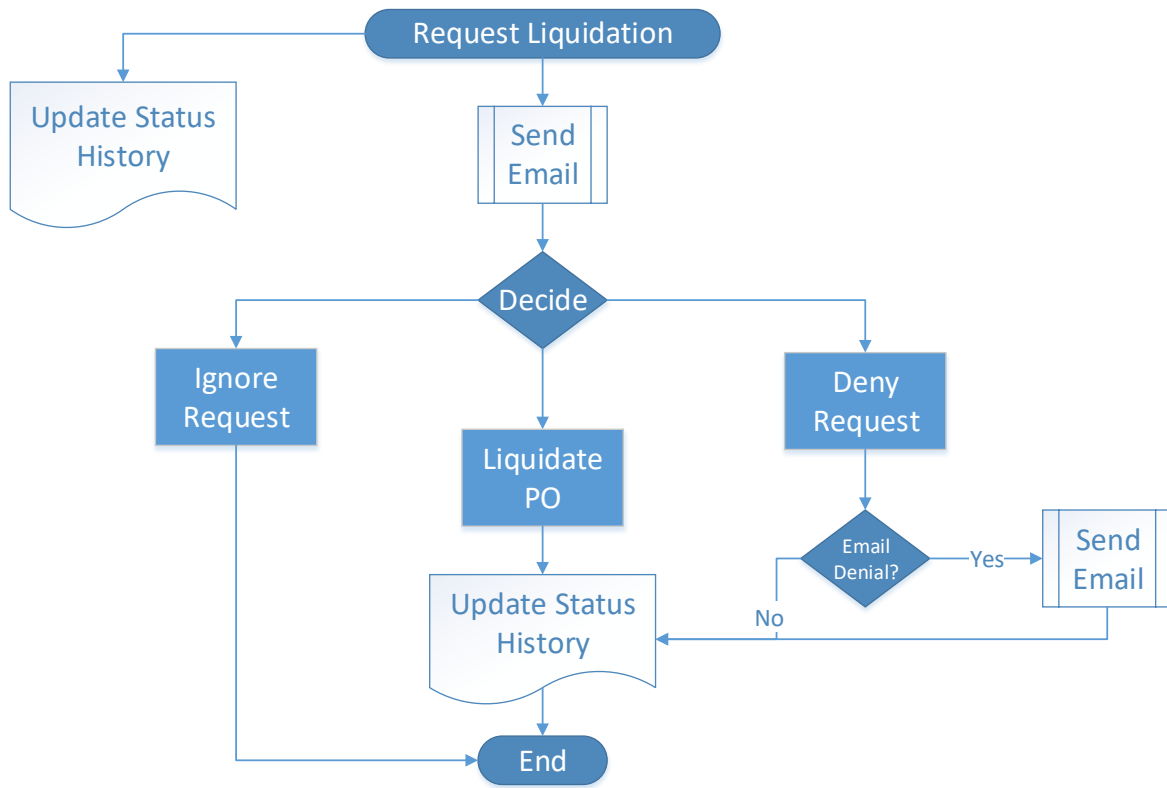 Request Liquidation
Update Status
History
Send
Email
Decide
Ignore
Request
Liquidate
PO
Deny
Request
Email
Denial?
Yes
Send
Email
No
Update Status
History
End